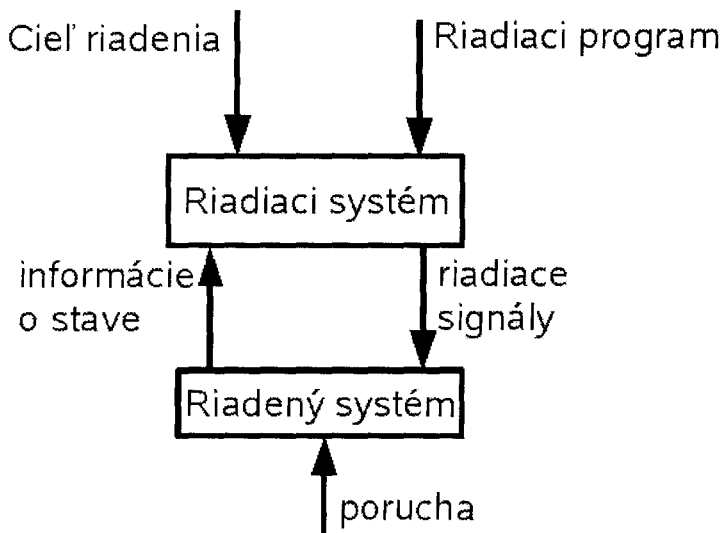 Cieľ riadenia
Riadiaci program
Riadiaci systém
informácie
o stave
riadiace
signály
Riadený systém
porucha